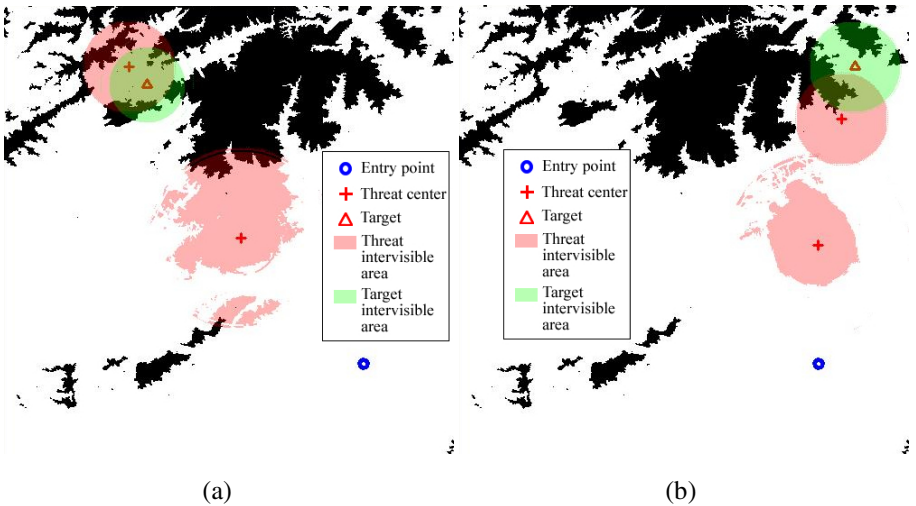 Entry point
Threat center
Target
Threat
intervisible
area
Target
intervisible
area
Entry point
Threat center
Target
Threat
intervisible
area
Target
intervisible
area
(a)
(b)